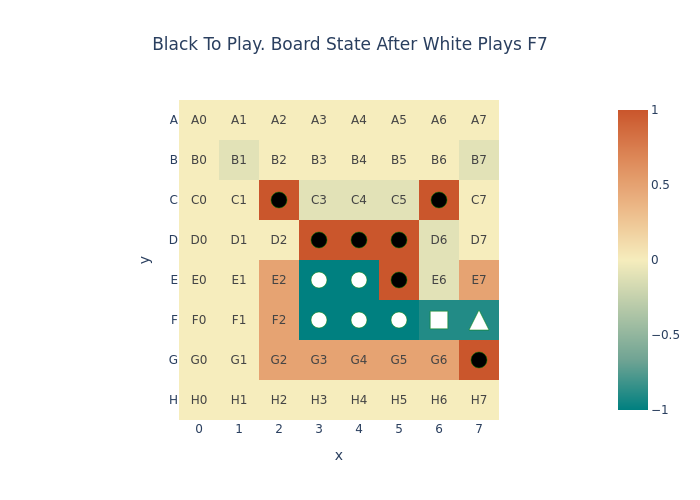 Black To Play. Board State After White Plays F7
A A0 A1 A2 A3 A4 A5 A6 A7
B B0 B1 B2 B3 B4 B5 B6 B7
C C0 C1 C3 C4 C5 C7
D D0 D1 D2 D6 D7
E E0 E1 E2 E6 E7
F F0 F1 F2
G G0 G1 G2 G3 G4 G5 G6
H H0 H1 H2 H3 H4 H5 H6 H7
0 1 2 3 4 5 6 7
x
y
1
0.5
0
−0.5
−1